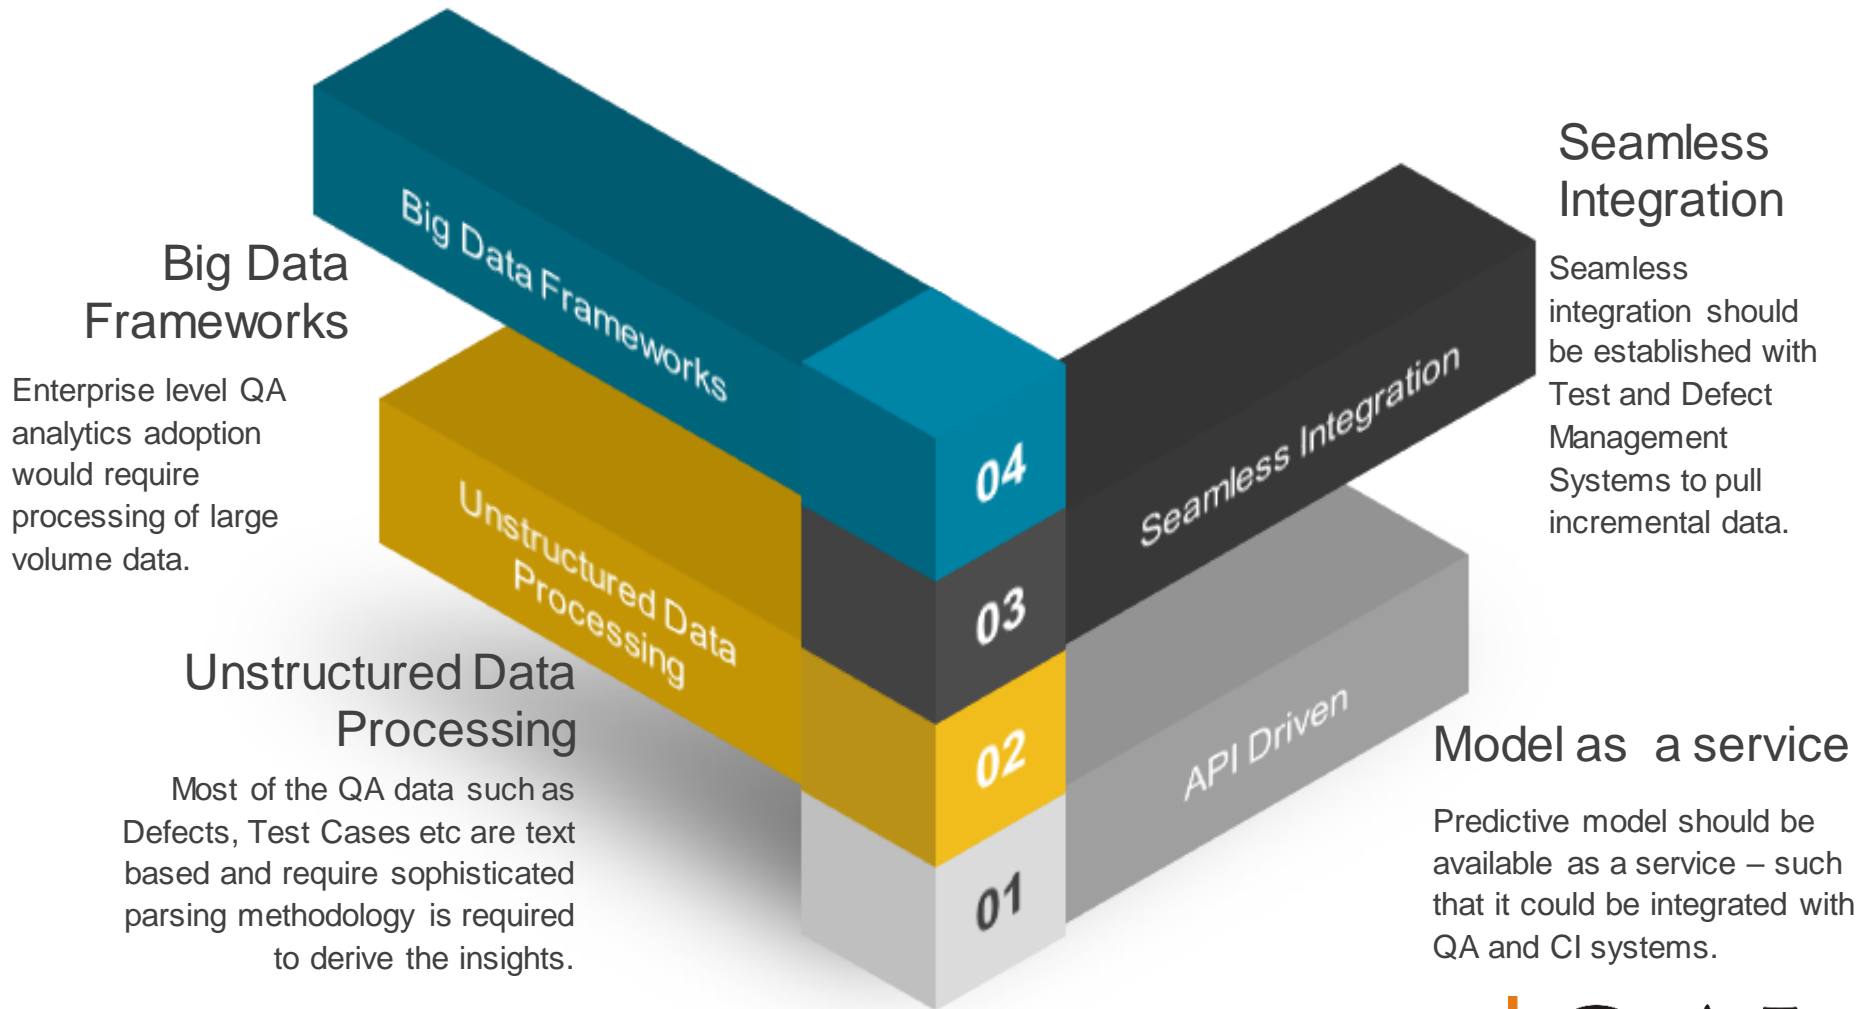 Big Data
Frameworks
Enterprise level QA
analytics adoption
would require
processing of large
volume data.
Unstructured Data
Processing
Most of the QA data such as
Defects, Test Cases etc are text
based and require sophisticated
parsing methodology is required
to derive the insights.
Big Data Frameworks
Unstructured Data
Processing
04
03
02
01
Seamless Integration
API Driven
Seamless
Integration
Seamless
integration should
be established with
Test and Defect
Management
Systems to pull
incremental data.
Model as a service
Predictive model should be
available as a service – such
that it could be integrated with
QA and CI systems.